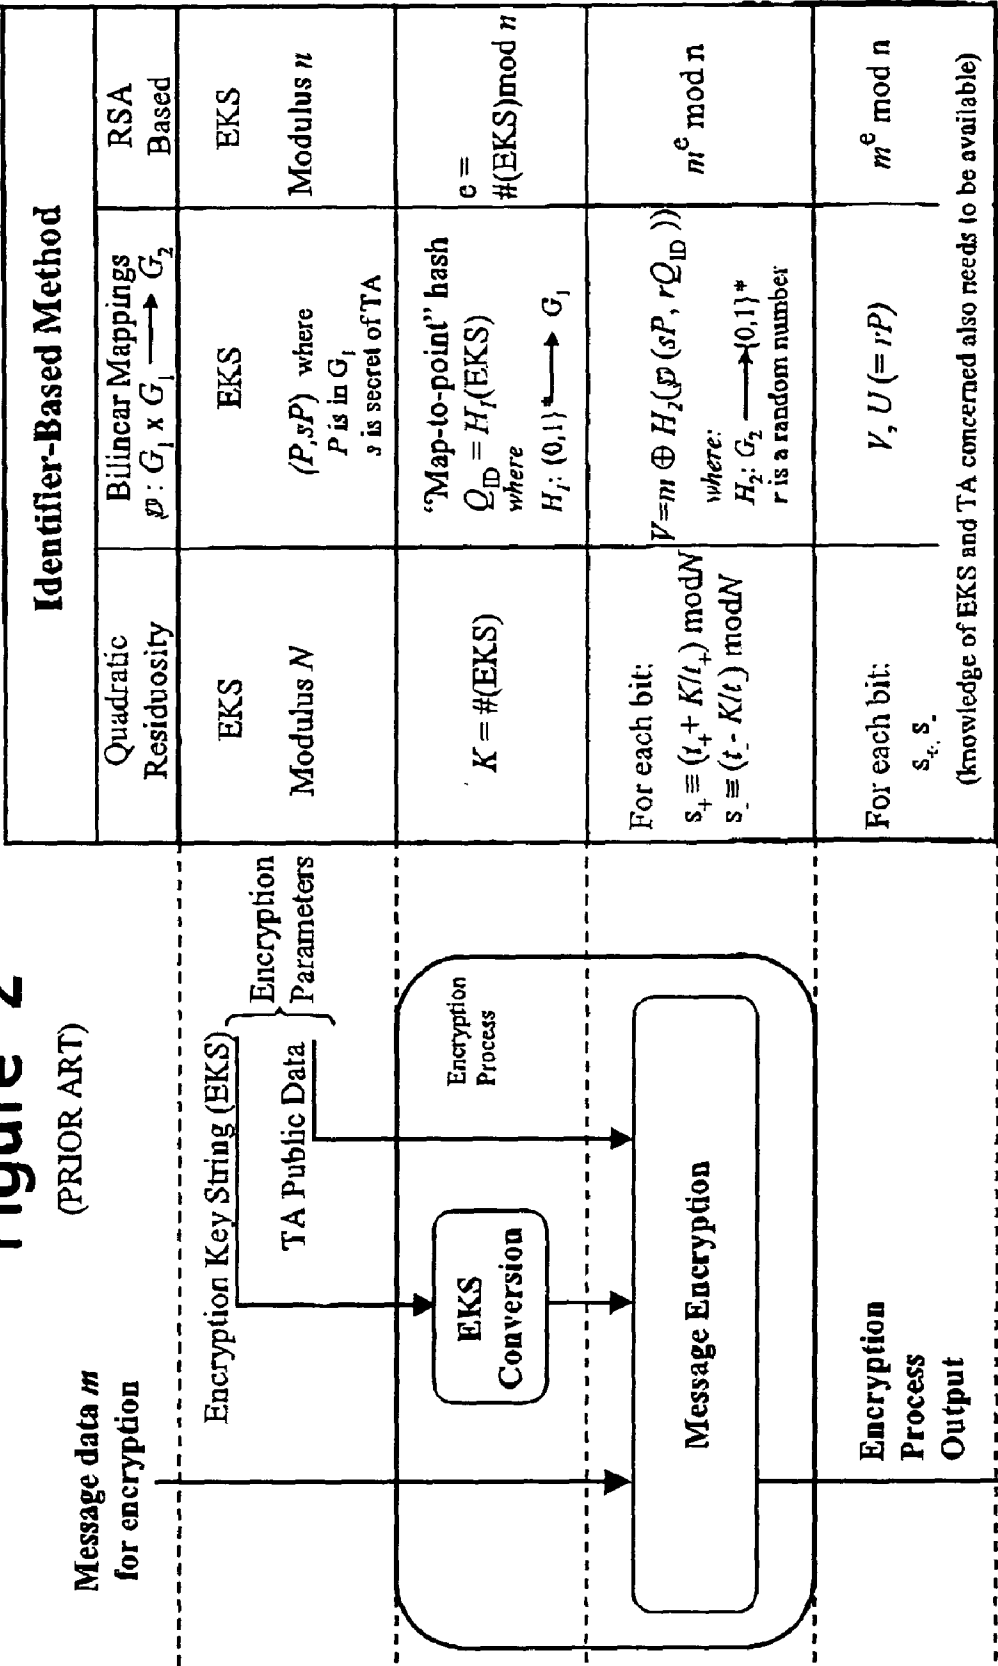 Figure 2
(PRIOR ART)
Message data m
for encryption
Encryption Key String (EKS)
TA Public Data
Encryption
Parameters
Encryption
Process
EKS
Conversion
Message Encryption
Encryption
Process
Output
Identifier-Based Method
Quadratic
Residuosity
Bilinear Mappings
𝓅 : G₁ x G₁ ⟶ G₂
RSA
Based
EKS
Modulus N
EKS
(P,sP) where
P is in G₁
s is secret of TA
EKS
Modulus n
K = #(EKS)
"Map-to-point" hash
Q_ID = H₁(EKS)
where
H₁: {0,1}* ⟶ G₁
e =
#(EKS)mod n
For each bit:
s₊ ≡ (t₊ + K/t₊) modN
s₋ ≡ (t₋ - K/t₋) modN
V=m ⊕ H₂(𝓅 (sP, rQ_ID ))
where:
H₂: G₂ ⟶ {0,1}*
r is a random number
mᵉ mod n
For each bit:
s₊, s₋
V, U (= rP)
mᵉ mod n
(knowledge of EKS and TA concerned also needs to be available)